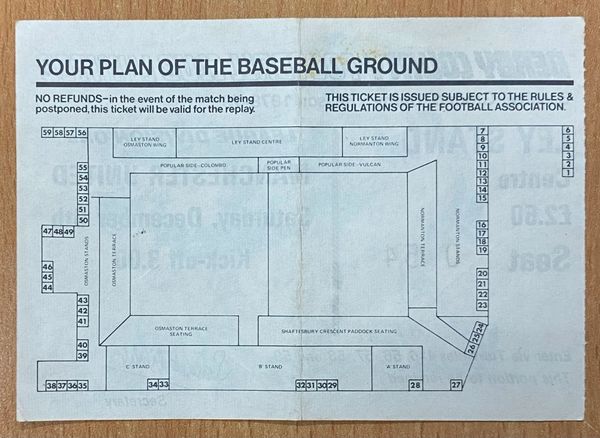 YOUR PLAN OF THE BASEBALL GROUND
NO REFUNDS–in the event of the match being
postponed, this ticket will be valid for the replay.
THIS TICKET IS ISSUED SUBJECT TO THE RULES &
REGULATIONS OF THE FOOTBALL ASSOCIATION.
59 58 57 56
LEY STAND
OSMASTON WING
LEY STAND CENTRE
LEY STAND
NORMANTON WING
7
8
9
10
11
12
13
14
15
6
5
4
3
2
1
POPULAR SIDE-COLOMBO
POPULAR
SIDE PEN
POPULAR SIDE-VULCAN
55
54
53
52
51
50
47 48 49
46
45
44
43
42
41
40
39
OSMASTON STANDS
OSMASTON TERRACE
NORMANTON TERRACE
NORMANTON STANDS
16
17
18
19
20
21
22
23
OSMASTON TERRACE
SEATING
SHAFTESBURY CRESCENT PADDOCK SEATING
26 25 24
'C' STAND
'B' STAND
'A' STAND
38 37 36 35
34 33
32 31 30 29
28
27
Secretary